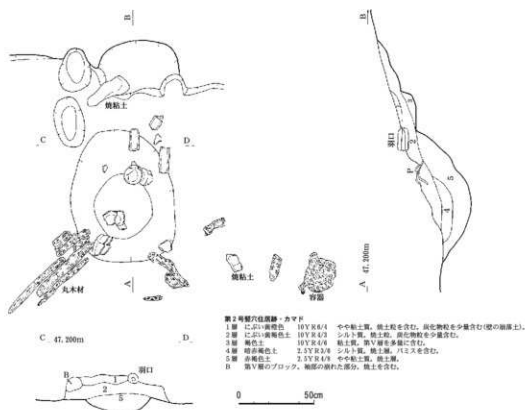 B
B
焼粘土
C
D
羽口
2
P
5
4
丸木材
A
焼粘土
容器
A
47.200m
C 47.200m
D
B
1
羽口
2
5
第2号竪穴住居跡・カマド
1層 にぶい黄橙色 10YR6/4 やや粘土質。焼土粒を含む。炭化物粒を少量含む(壁の崩落土)。
2層 にぶい黄褐色土 10YR4/3 シルト質。焼土粒、炭化物粒を少量含む。
3層 褐色土 10YR4/6 粘土質。第Ⅴ層を多量に含む。
4層 暗赤褐色土 2.5YR3/6 シルト質。焼土層。パミスを含む。
5層 赤褐色土 2.5YR4/8 やや粘土質。焼土層。
B 第Ⅴ層のブロック。袖部の崩れた部分。焼土を含む。
0 50cm